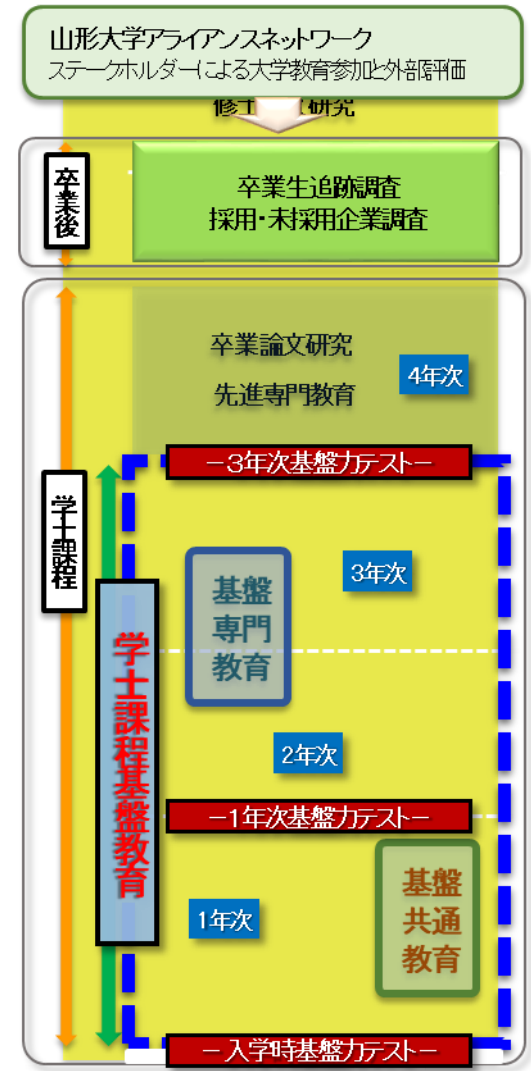 山形大学アライアンスネットワーク
ステークホルダーによる大学教育参加と外部評価
修士 研究
卒業後
卒業生追跡調査
採用・未採用企業調査
卒業論文研究
先進専門教育
4年次
学士課程
－3年次基盤力テスト－
3年次
基盤
専門
教育
学士課程基盤教育
2年次
－1年次基盤力テスト－
1年次
基盤
共通
教育
－入学時基盤力テスト－